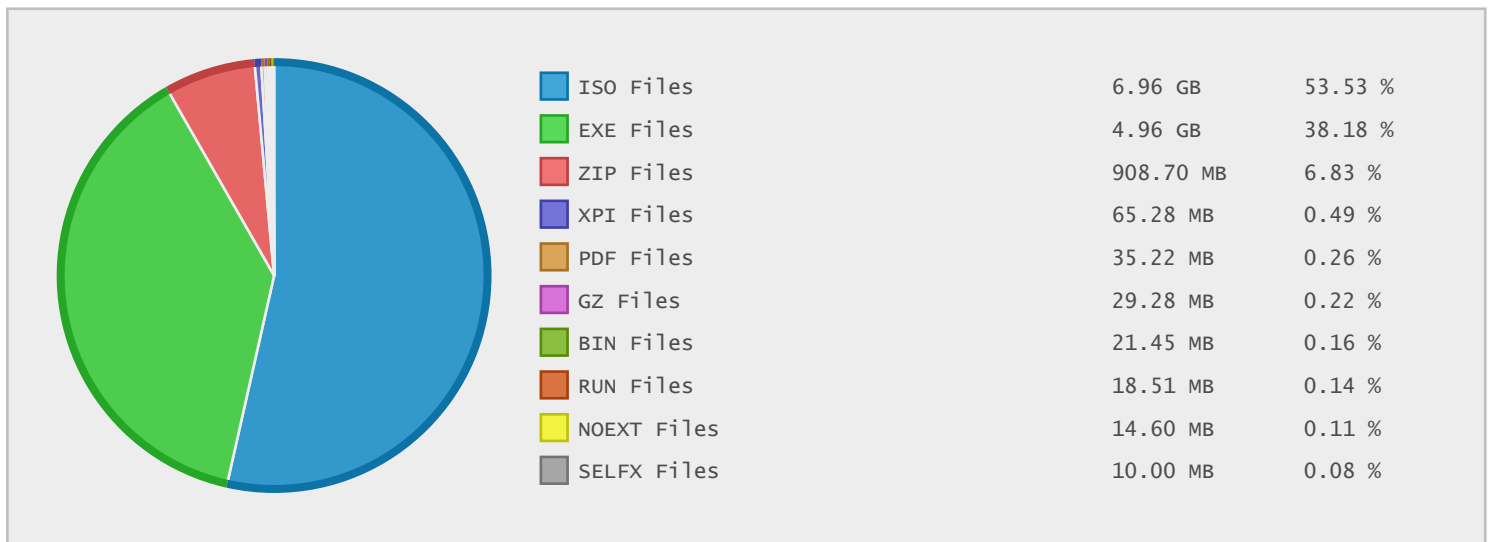 ISO Files 6.96 GB 53.53 %
EXE Files 4.96 GB 38.18 %
ZIP Files 908.70 MB 6.83 %
XPI Files 65.28 MB 0.49 %
PDF Files 35.22 MB 0.26 %
GZ Files 29.28 MB 0.22 %
BIN Files 21.45 MB 0.16 %
RUN Files 18.51 MB 0.14 %
NOEXT Files 14.60 MB 0.11 %
SELFX Files 10.00 MB 0.08 %